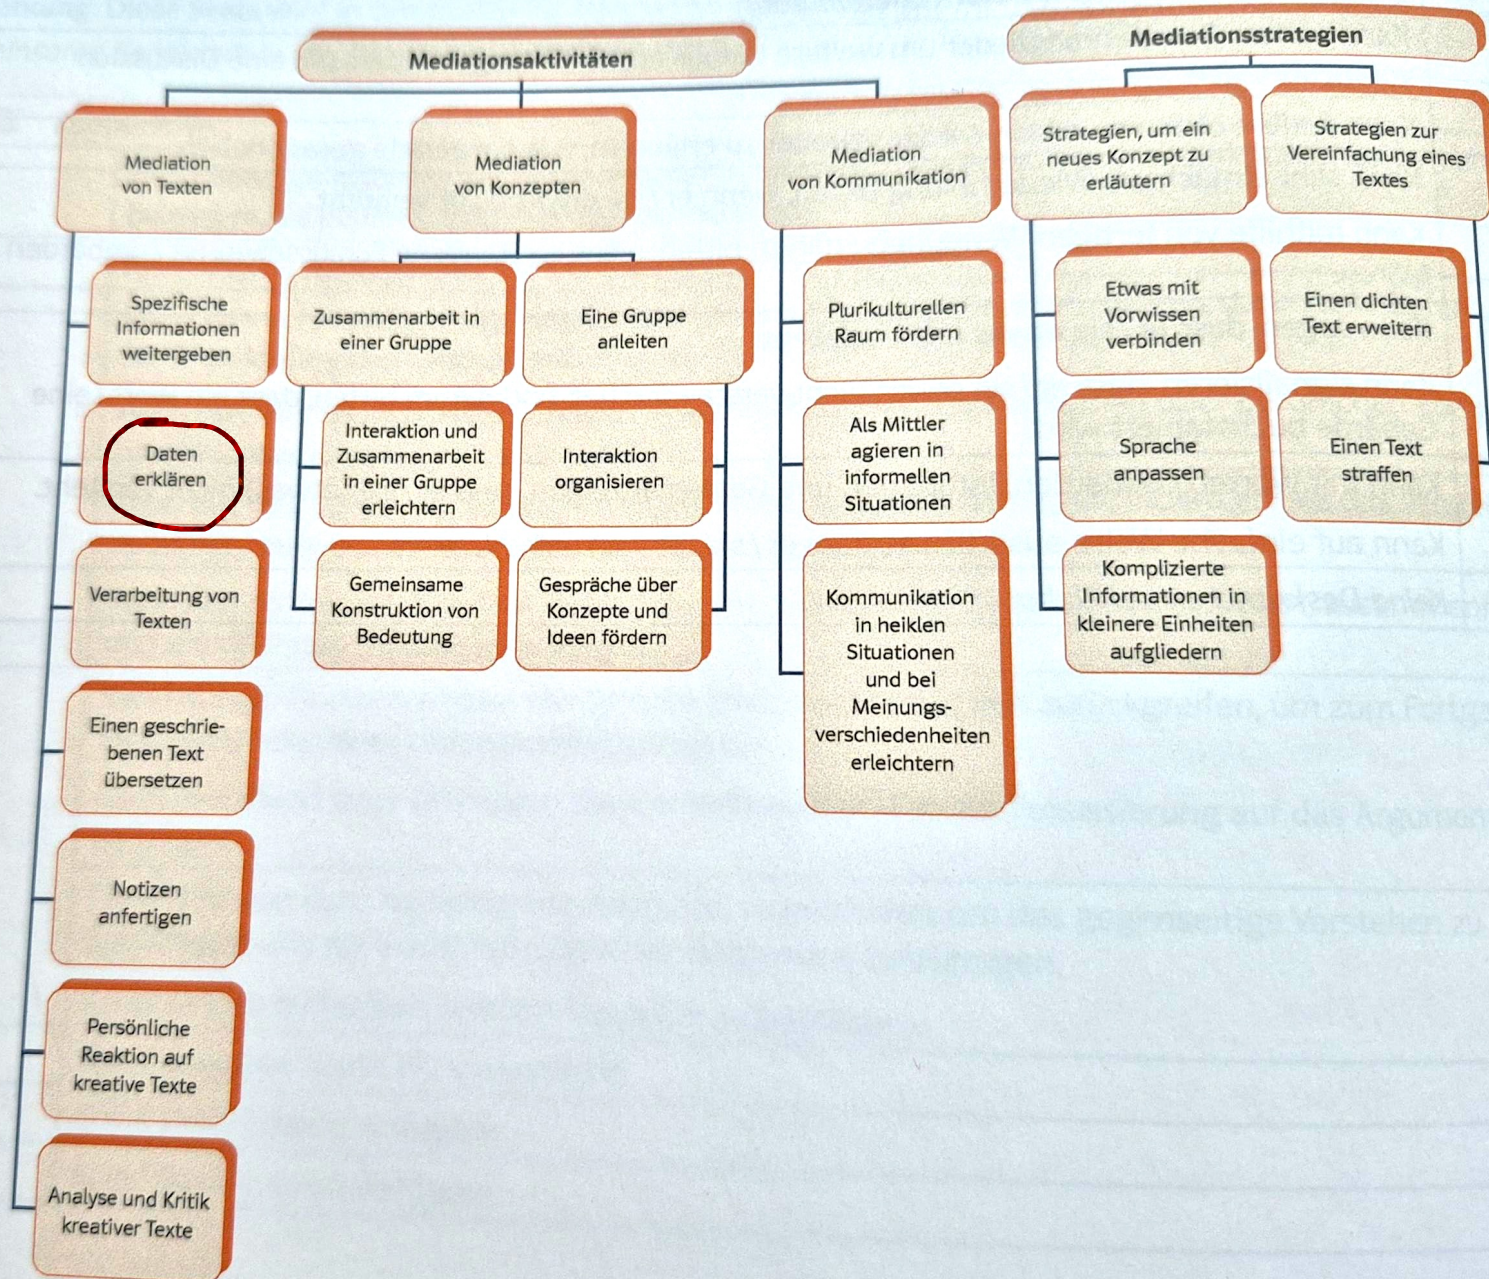 Mediationsaktivitäten
Mediation
von Texten
Spezifische
Informationen
weitergeben
Daten
erklären
Verarbeitung von
Texten
Einen geschrie-
benen Text
übersetzen
Notizen
anfertigen
Persönliche
Reaktion auf
kreative Texte
Analyse und Kritik
kreativer Texte
Mediation
von Konzepten
Zusammenarbeit in
einer Gruppe
Interaktion und
Zusammenarbeit
in einer Gruppe
erleichtern
Gemeinsame
Konstruktion von
Bedeutung
Eine Gruppe
anleiten
Interaktion
organisieren
Gespräche über
Konzepte und
Ideen fördern
Mediation
von Kommunikation
Plurikulturellen
Raum fördern
Als Mittler
agieren in
informellen
Situationen
Kommunikation
in heiklen
Situationen
und bei
Meinungs-
verschiedenheiten
erleichtern
Mediationsstrategien
Strategien, um ein
neues Konzept zu
erläutern
Etwas mit
Vorwissen
verbinden
Sprache
anpassen
Komplizierte
Informationen in
kleinere Einheiten
aufgliedern
Strategien zur
Vereinfachung eines
Textes
Einen dichten
Text erweitern
Einen Text
straffen